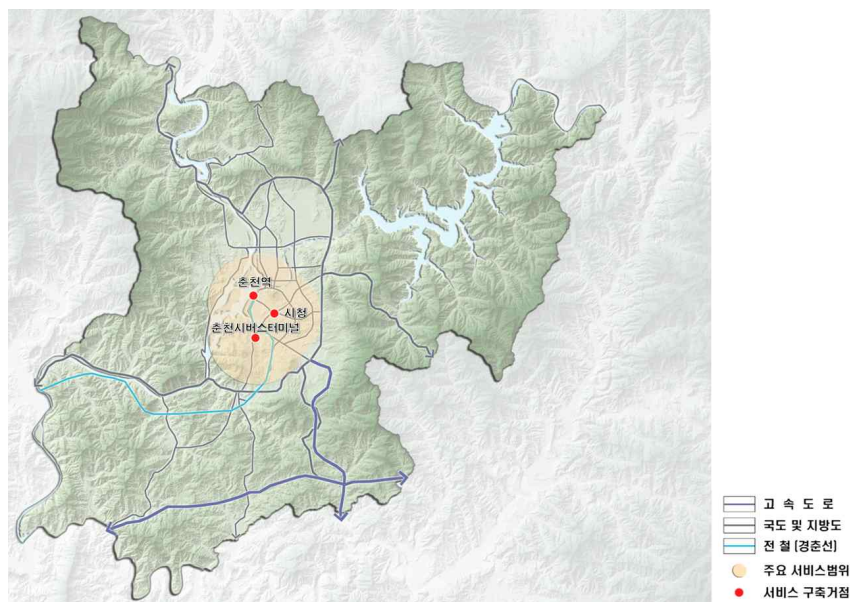 춘천역
시청
춘천시버스터미널
고 속 도 로
국도 및 지방도
전 철 (경춘선)
주요 서비스범위
서비스 구축거점